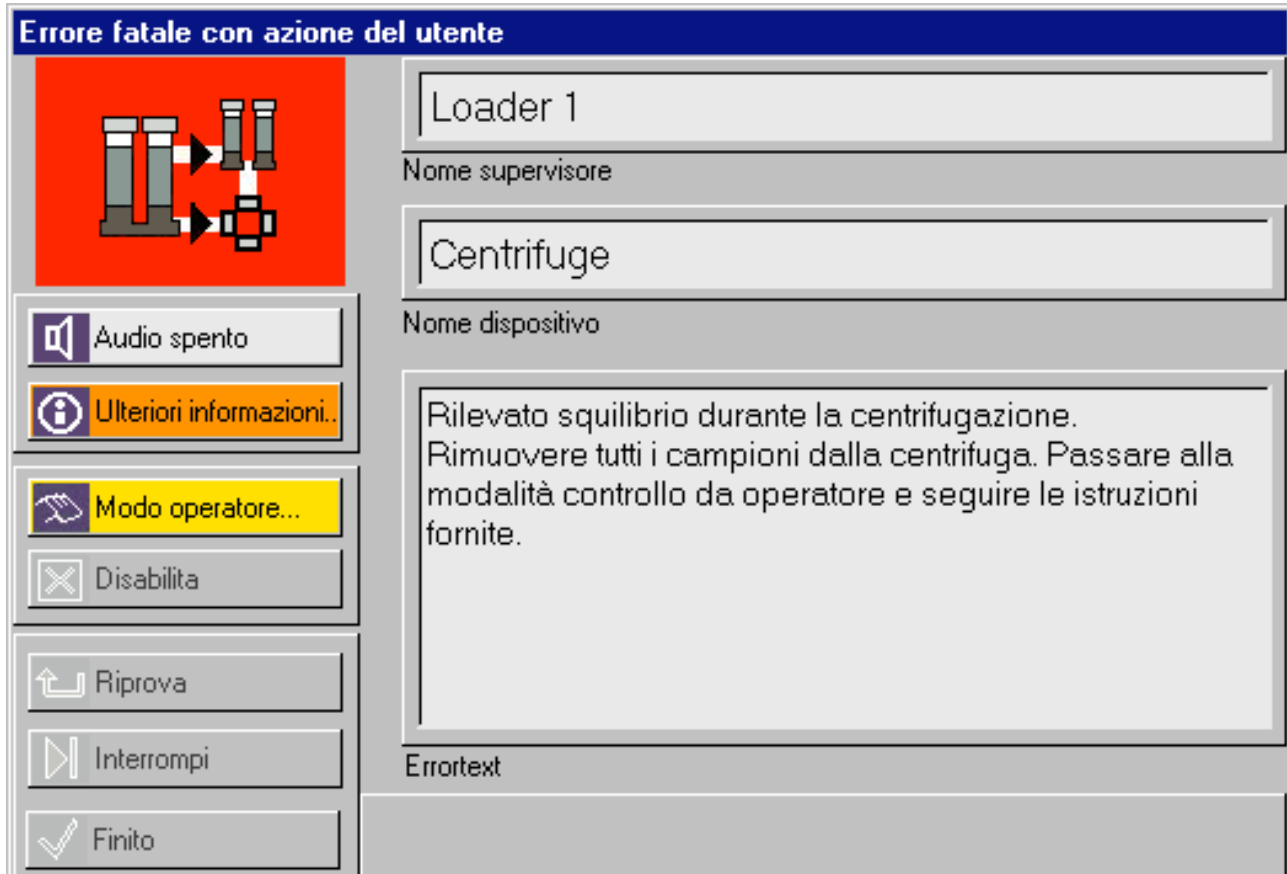 Errore fatale con azione del utente
Loader 1
Nome supervisore
Centrifuge
Nome dispositivo
Audio spento
Ulteriori informazioni..
Modo operatore...
Disabilita
Riprova
Interrompi
Finito
Rilevato squilibrio durante la centrifugazione.
Rimuovere tutti i campioni dalla centrifuga. Passare alla
modalità controllo da operatore e seguire le istruzioni
fornite.
Errortext